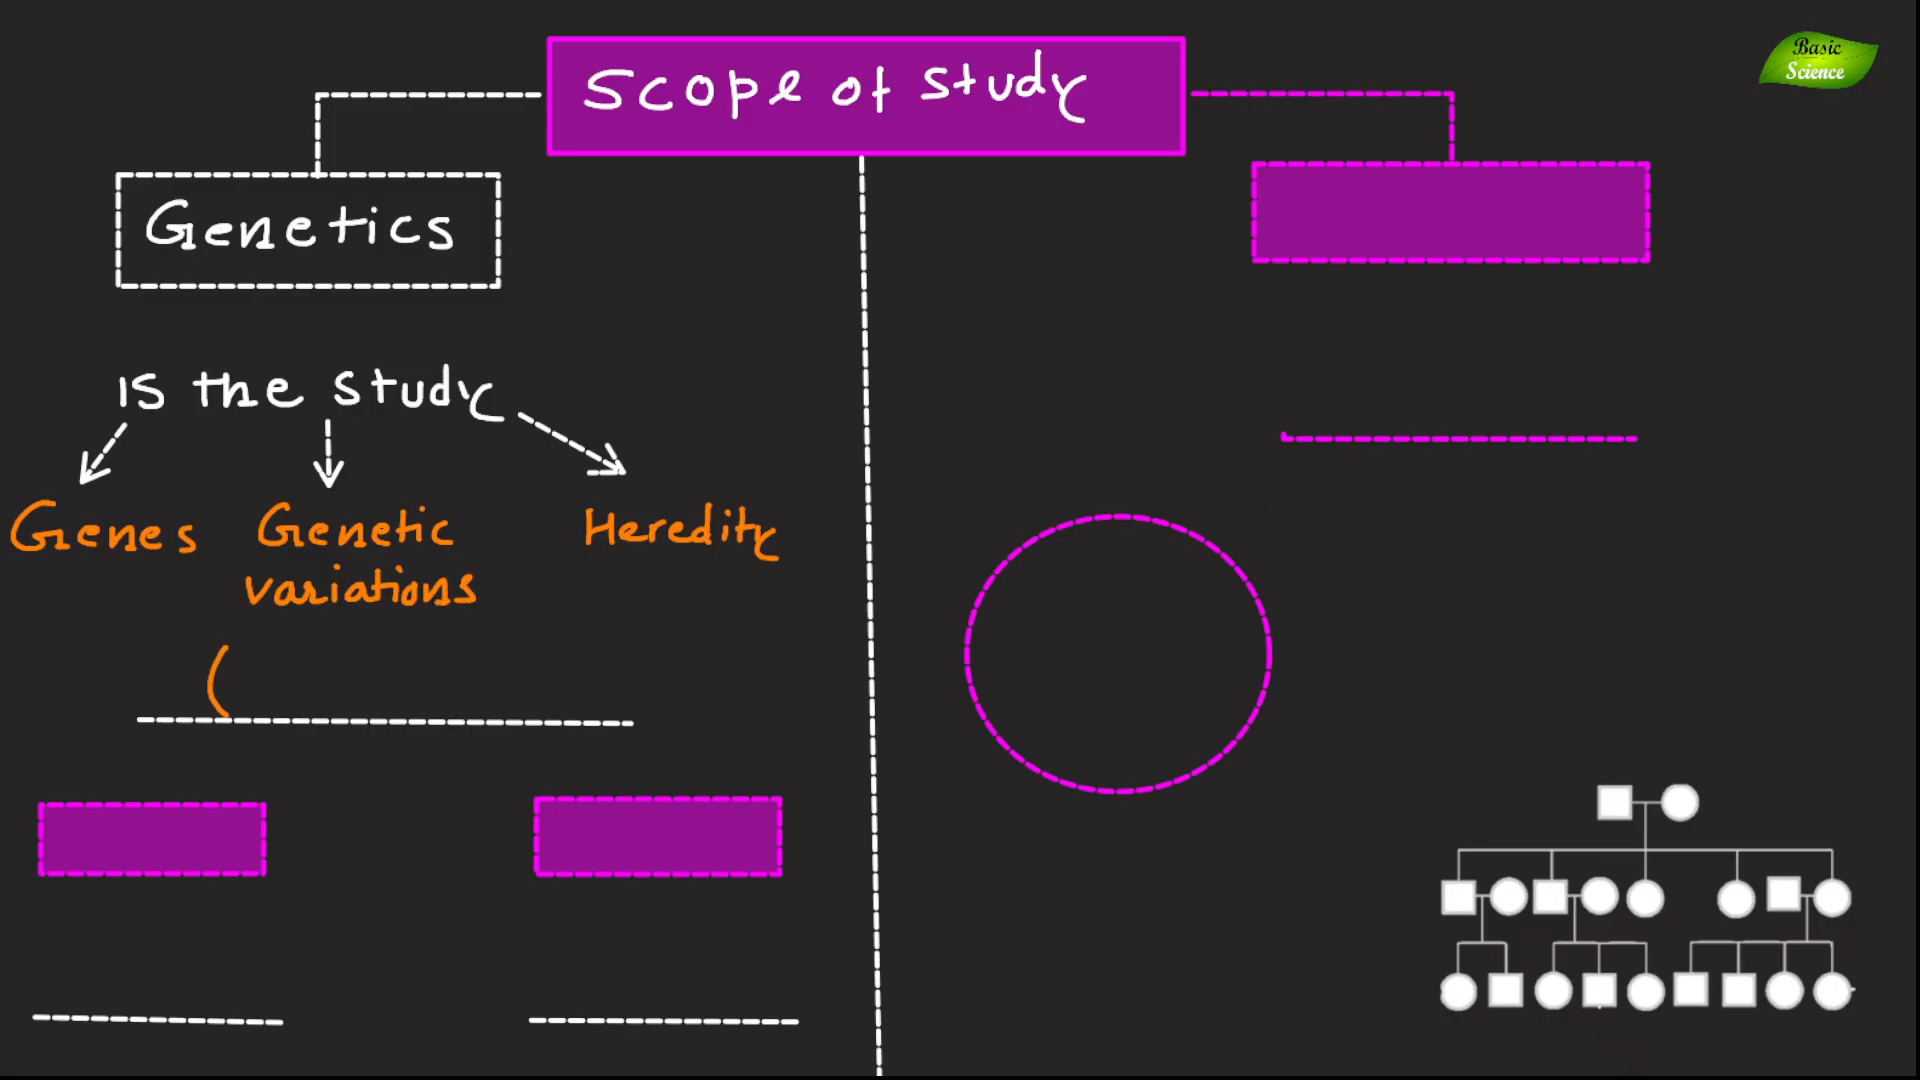 Scope of study
Basic
Science
Genetics
is the study
Genes
Genetic
variations
Heredity
(